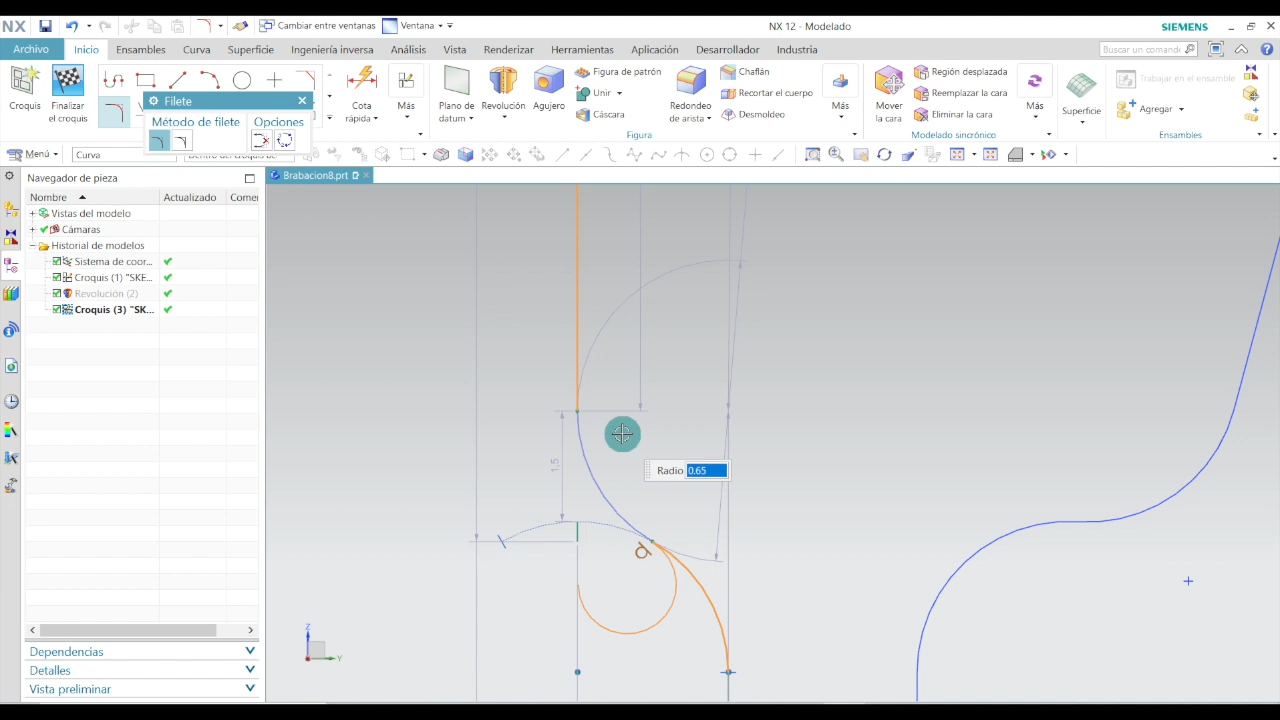 NX
Cambiar entre ventanas
Ventana
NX 12 - Modelado
SIEMENS
Archivo
Inicio
Ensambles
Curva
Superficie
Ingeniería inversa
Análisis
Vista
Renderizar
Herramientas
Aplicación
Desarrollador
Industria
Buscar un comando
Croquis
Finalizar
el croquis
Filete
Método de filete
Opciones
Cota
rápida
Más
Plano de
datum
Revolución
Agujero
Figura de patrón
Unir
Cáscara
Redondeo
de arista
Chaflán
Recortar el cuerpo
Desmoldeo
Más
Figura
Mover
la cara
Región desplazada
Reemplazar la cara
Eliminar la cara
Más
Modelado sincrónico
Superficie
Trabajar en el ensamble
Agregar
Ensambles
Menú
Curva
Dentro del croquis de
Navegador de pieza
Brabacion8.prt
Nombre
Actualizado
Comer
Vistas del modelo
Cámaras
Historial de modelos
Sistema de coor...
Croquis (1) "SKE...
Revolución (2)
Croquis (3) "SK...
1.5
Radio 0.65
Z
Y
Dependencias
Detalles
Vista preliminar